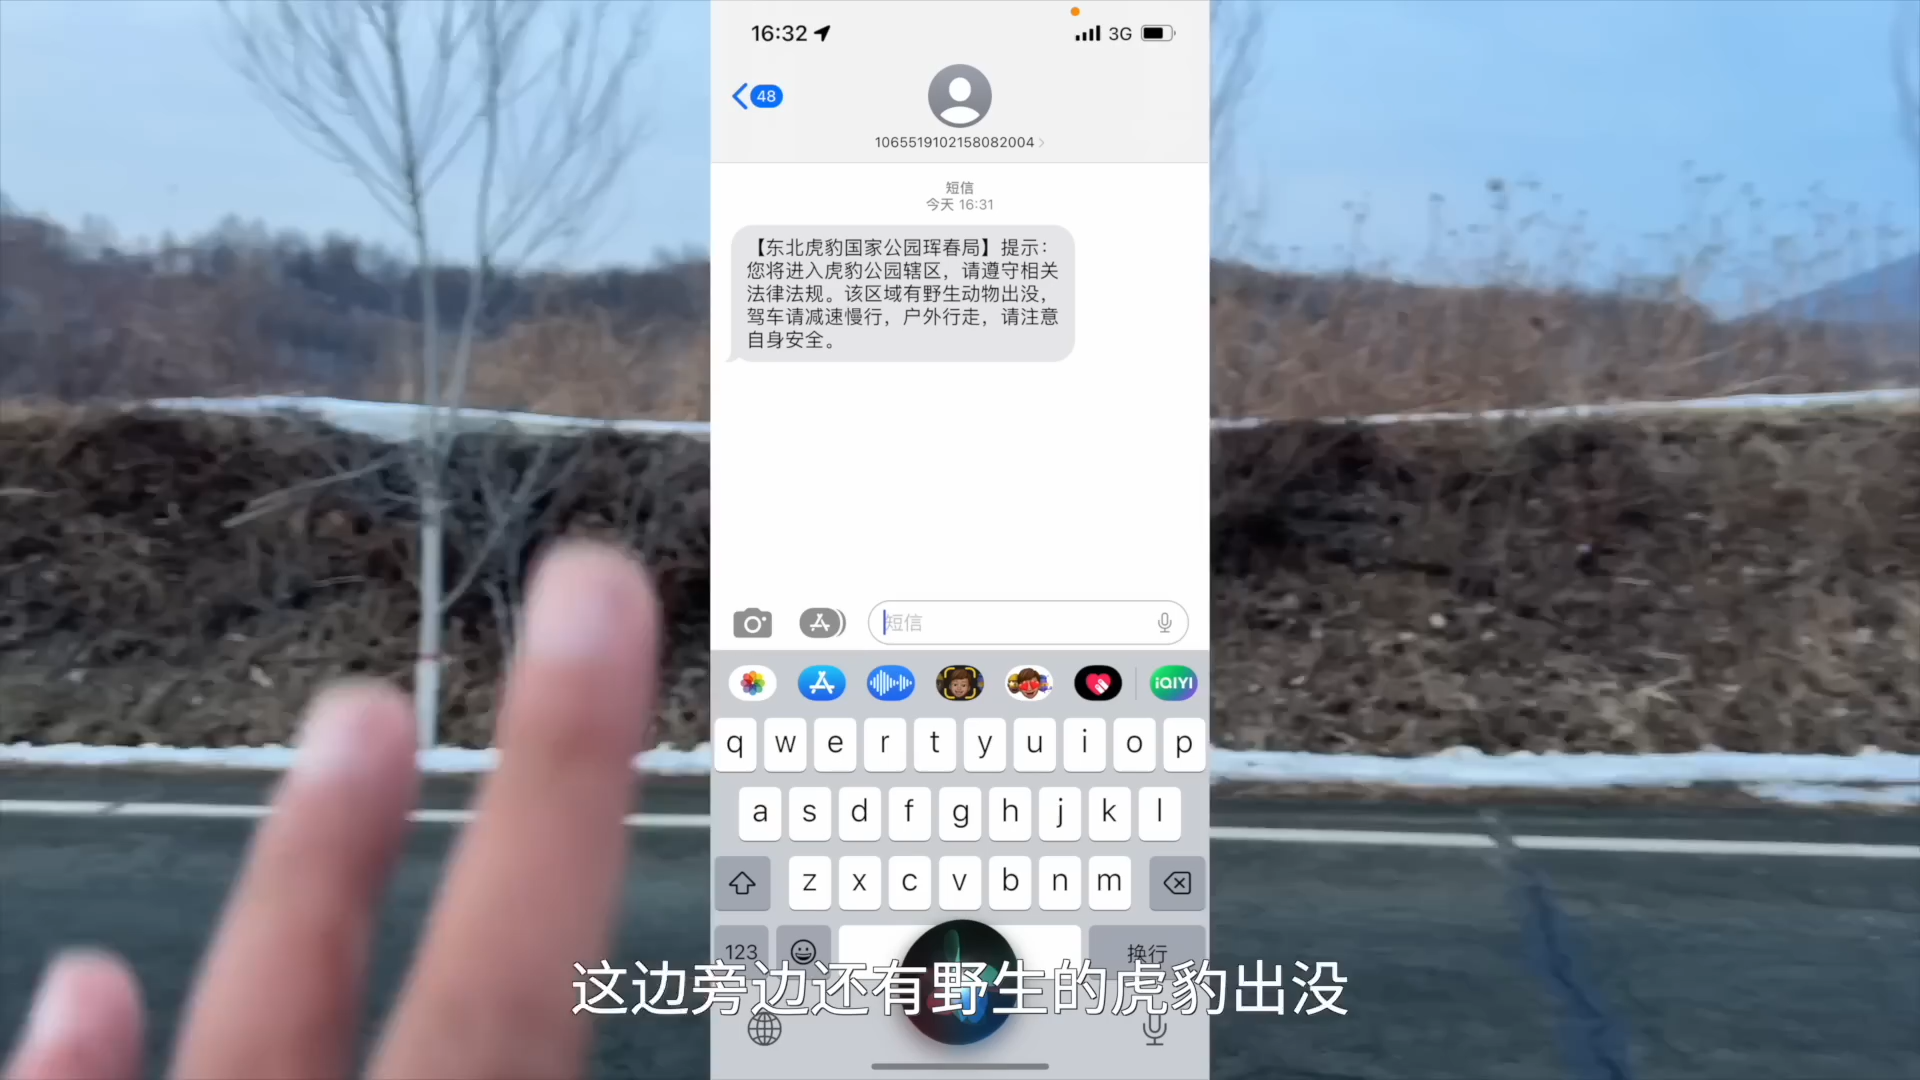 16:32
3G
48
1065519102158082004
短信
今天 16:31
【东北虎豹国家公园珲春局】提示：
您将进入虎豹公园辖区，请遵守相关
法律法规。该区域有野生动物出没，
驾车请减速慢行，户外行走，请注意
自身安全。
短信
iQIYI
q w e r t y u i o p
a s d f g h j k l
z x c v b n m
123
换行
这边旁边还有野生的虎豹出没